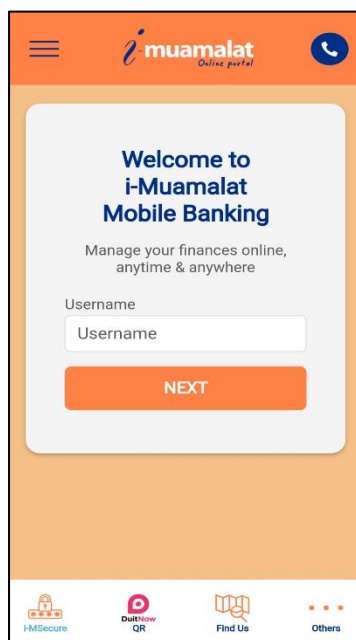 i-muamalat
Online portal
Welcome to
i-Muamalat
Mobile Banking
Manage your finances online,
anytime & anywhere
Username
Username
NEXT
i-MSecure
DuitNow
QR
Find Us
Others